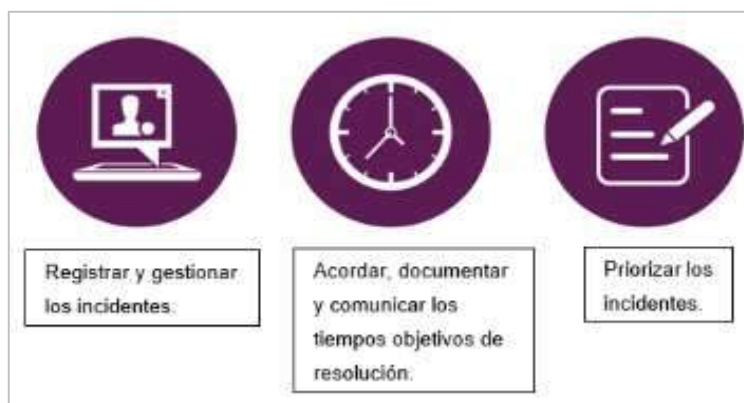 Registrar y gestionar
los incidentes.
Acordar, documentar
y comunicar los
tiempos objetivos de
resolución.
Priorizar los
incidentes.